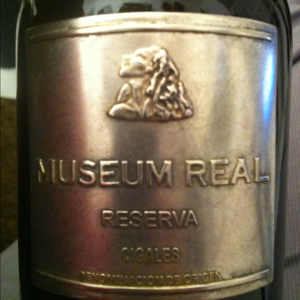 MUSEUM REAL
RESERVA
CIGALES
DENOMINACION DE ORIGEN